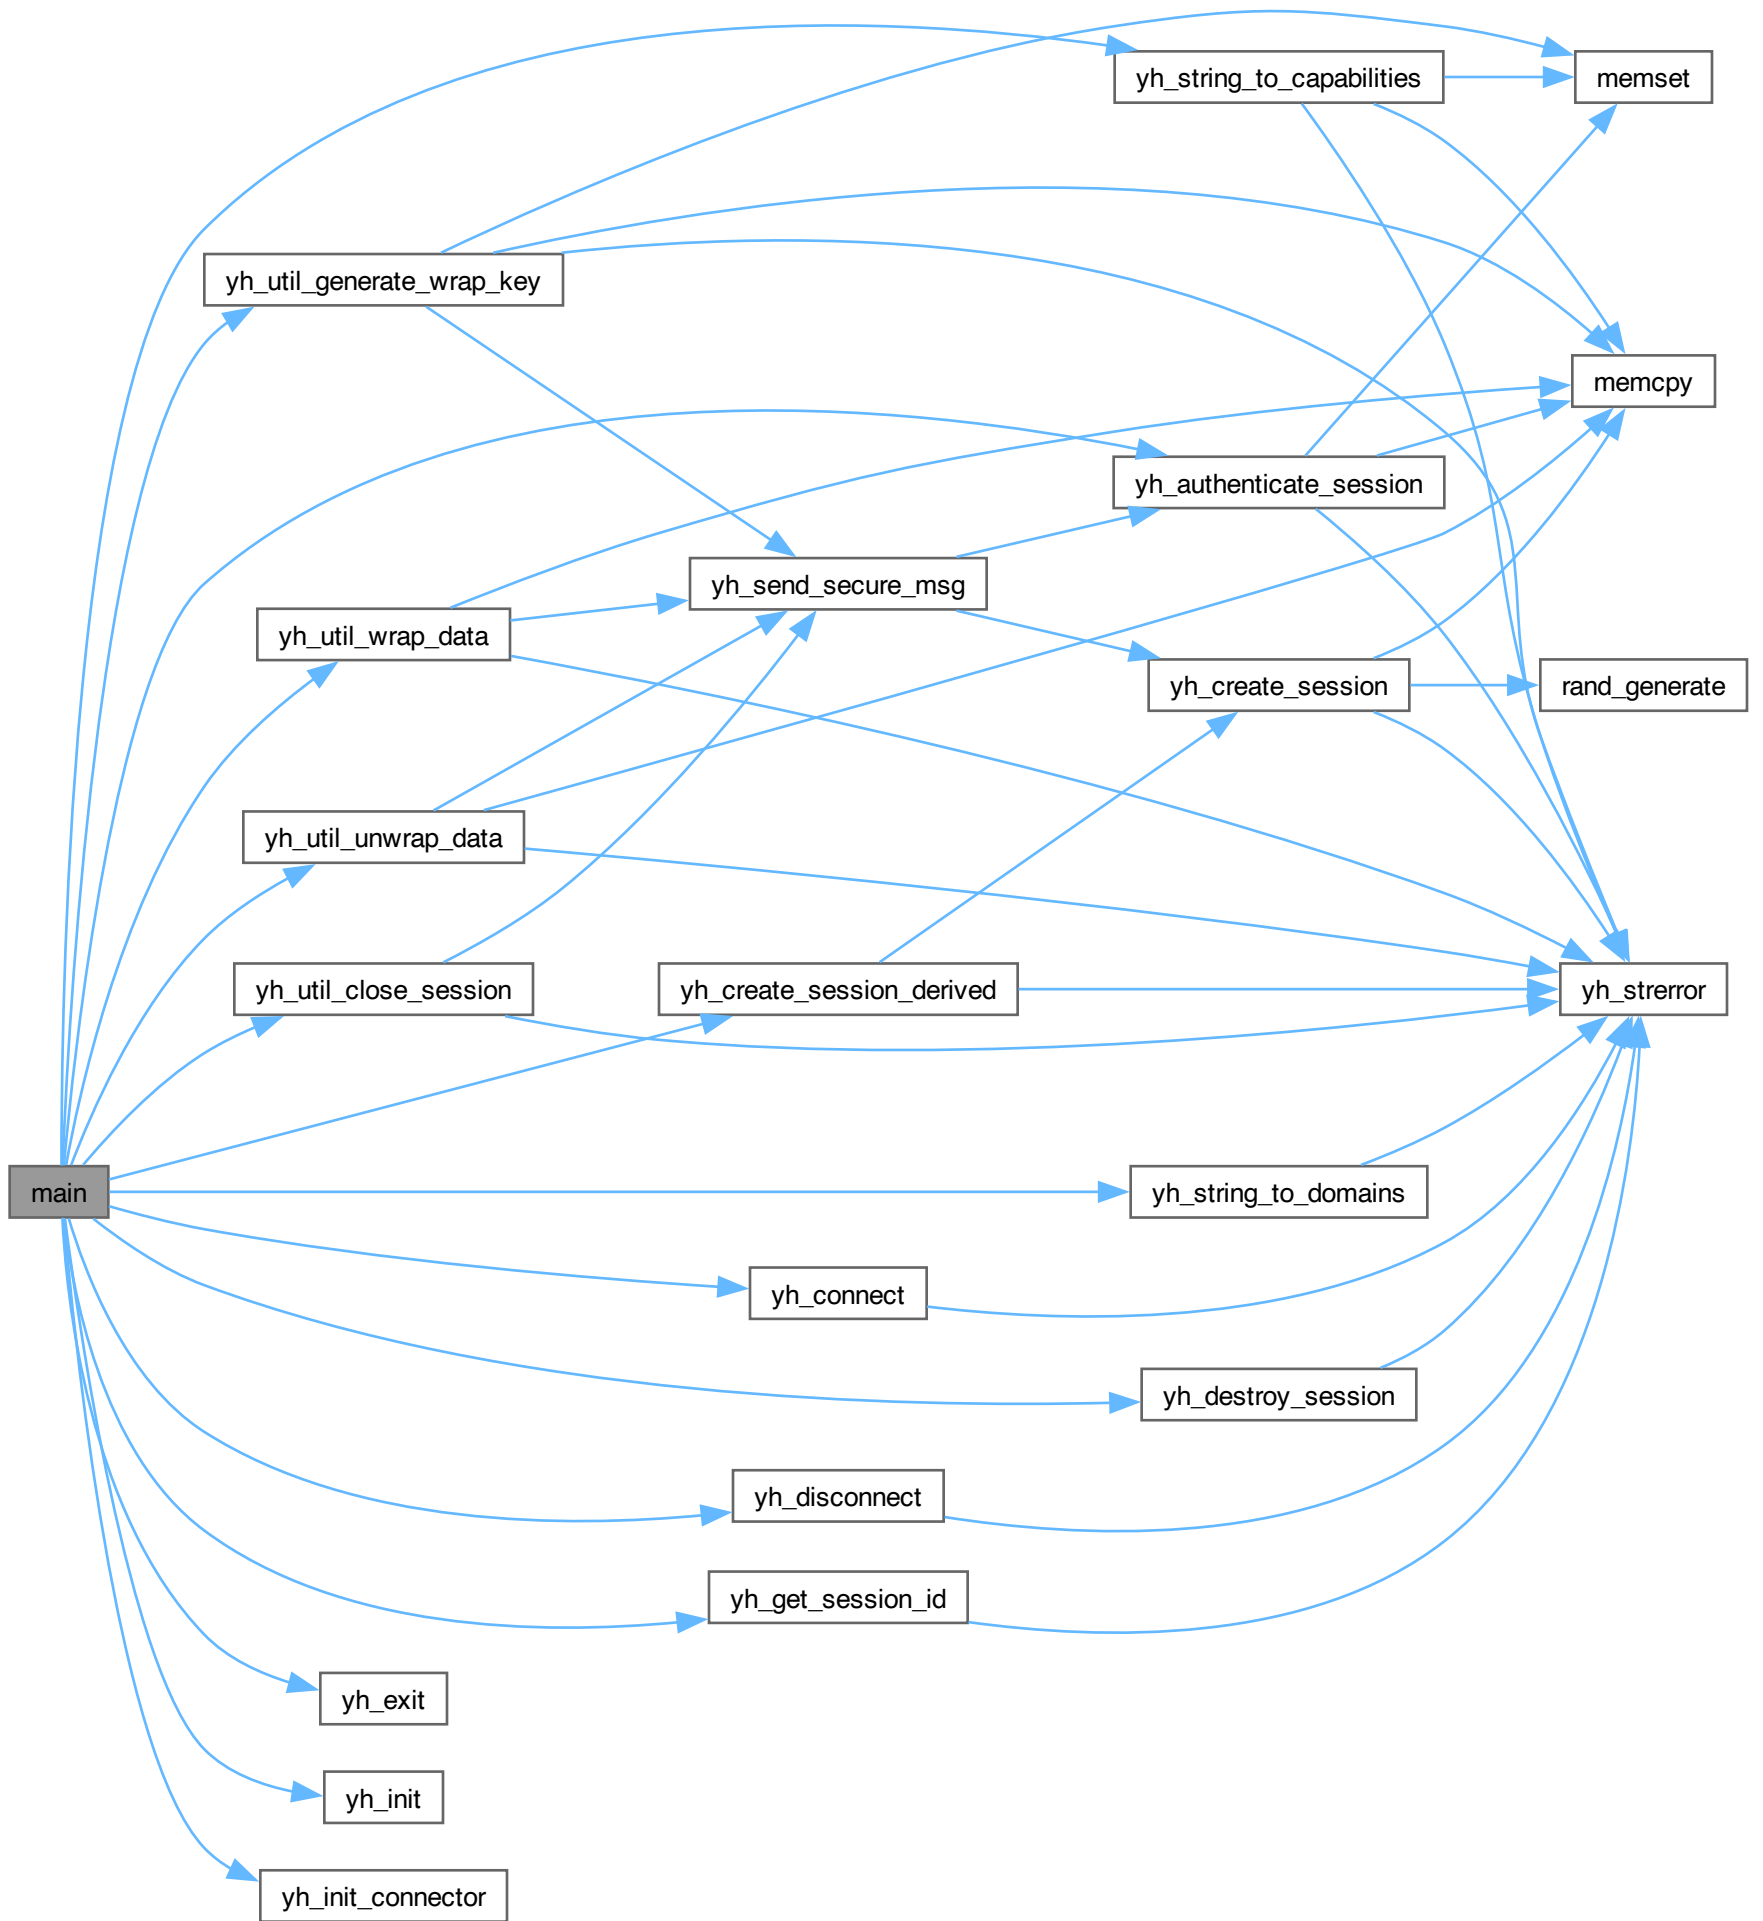 yh_string_to_capabilities
memset
yh_util_generate_wrap_key
memcpy
yh_authenticate_session
yh_send_secure_msg
yh_util_wrap_data
yh_create_session
rand_generate
yh_util_unwrap_data
yh_util_close_session
yh_create_session_derived
yh_strerror
main
yh_string_to_domains
yh_connect
yh_destroy_session
yh_disconnect
yh_get_session_id
yh_exit
yh_init
yh_init_connector